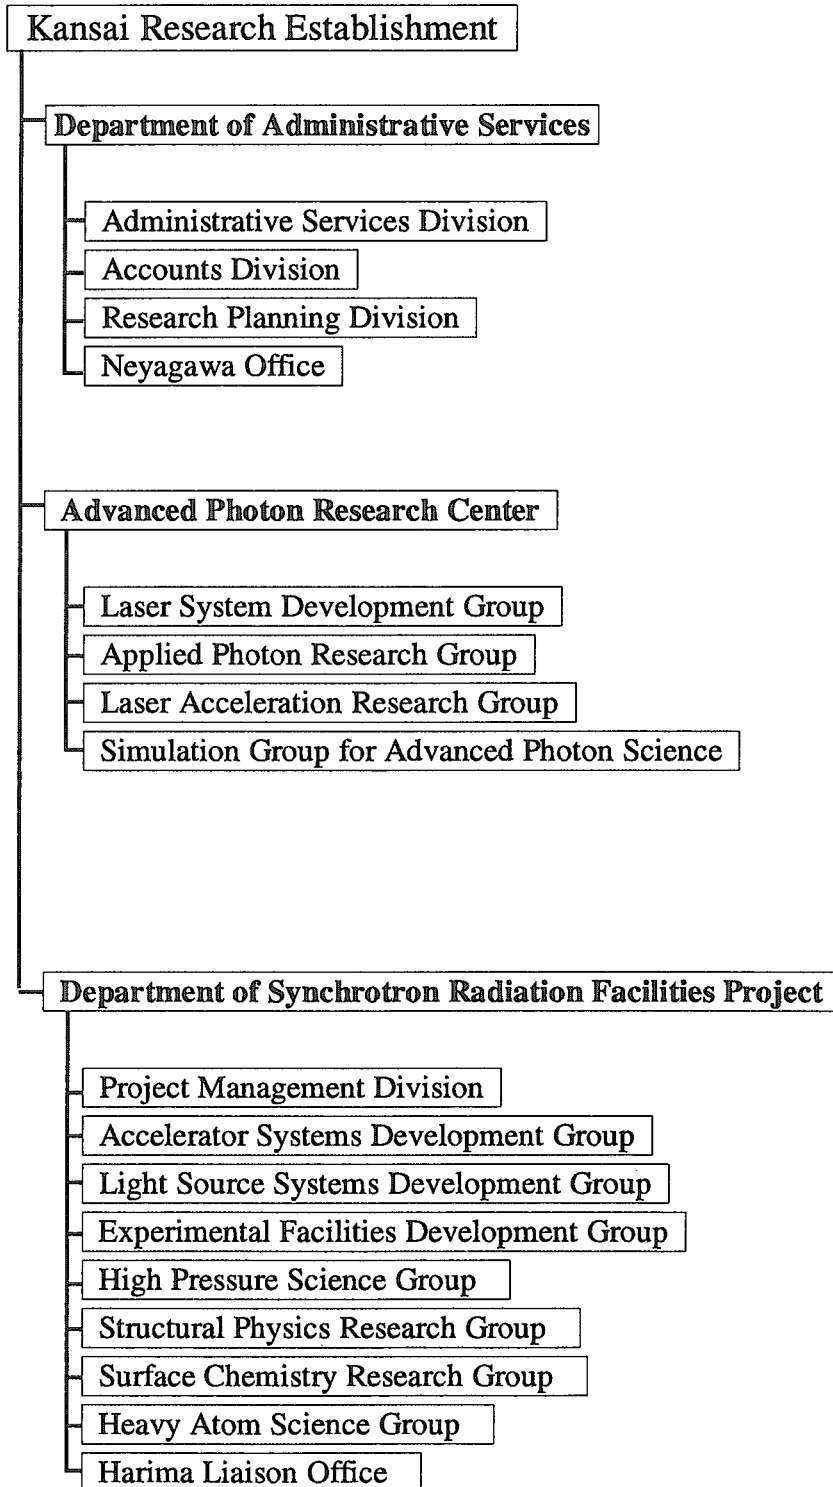 Kansai Research Establishment
Department of Administrative Services
Administrative Services Division
Accounts Division
Research Planning Division
Neyagawa Office
Advanced Photon Research Center
Laser System Development Group
Applied Photon Research Group
Laser Acceleration Research Group
Simulation Group for Advanced Photon Science
Department of Synchrotron Radiation Facilities Project
Project Management Division
Accelerator Systems Development Group
Light Source Systems Development Group
Experimental Facilities Development Group
High Pressure Science Group
Structural Physics Research Group
Surface Chemistry Research Group
Heavy Atom Science Group
Harima Liaison Office